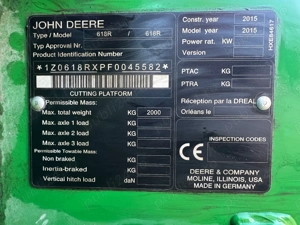 JOHN DEERE
Type / Model 618R / 618R
Typ Approval Nr.
Product Identification Number
*1Z0618RXPF0045582*
CUTTING PLATFORM
Permissible Mass:
Max. total weight KG 2000
Max. axle 1 load KG
Max. axle 2 load KG
Max. axle 3 load KG
Permissible Towable Mass:
Non braked KG
Inertia-braked KG
Vertical hitch load daN
Constr. year 2015
Model year 2015
Power rat. KW
PTAC KG
PTRA KG
Réception par la DREAL
Orléans le
INSPECTION CODES
CE
DEERE & COMPANY
MOLINE, ILLINOIS, USA
MADE IN GERMANY